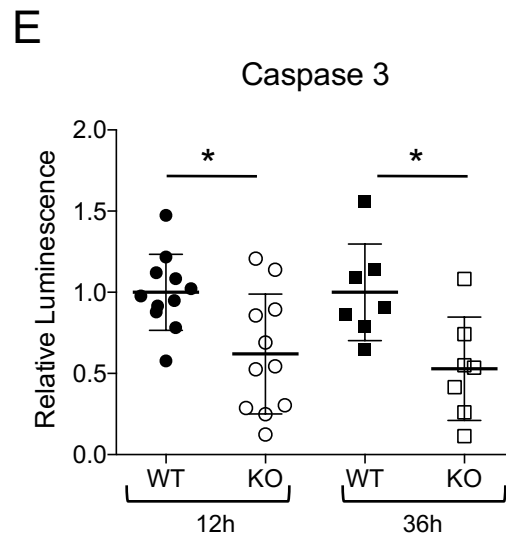 E
Caspase 3
Relative Luminescence
2.0
1.5
1.0
0.5
0.0
* *
WT KO WT KO
12h 36h